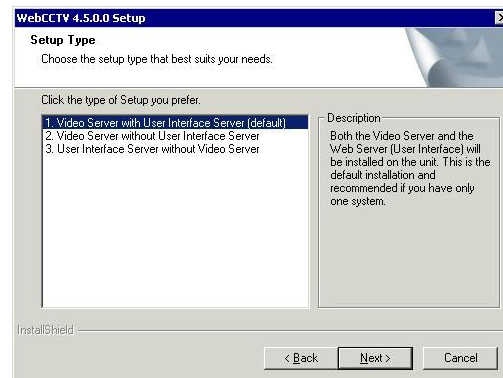 WebCCTV 4.5.0.0 Setup
Setup Type
Choose the setup type that best suits your needs.
Click the type of Setup you prefer.
1. Video Server with User Interface Server (default)
2. Video Server without User Interface Server
3. User Interface Server without Video Server
Description
Both the Video Server and the
Web Server (User Interface) will
be installed on the unit. This is the
default installation and
recommended if you have only
one system.
InstallShield
< Back
Next >
Cancel